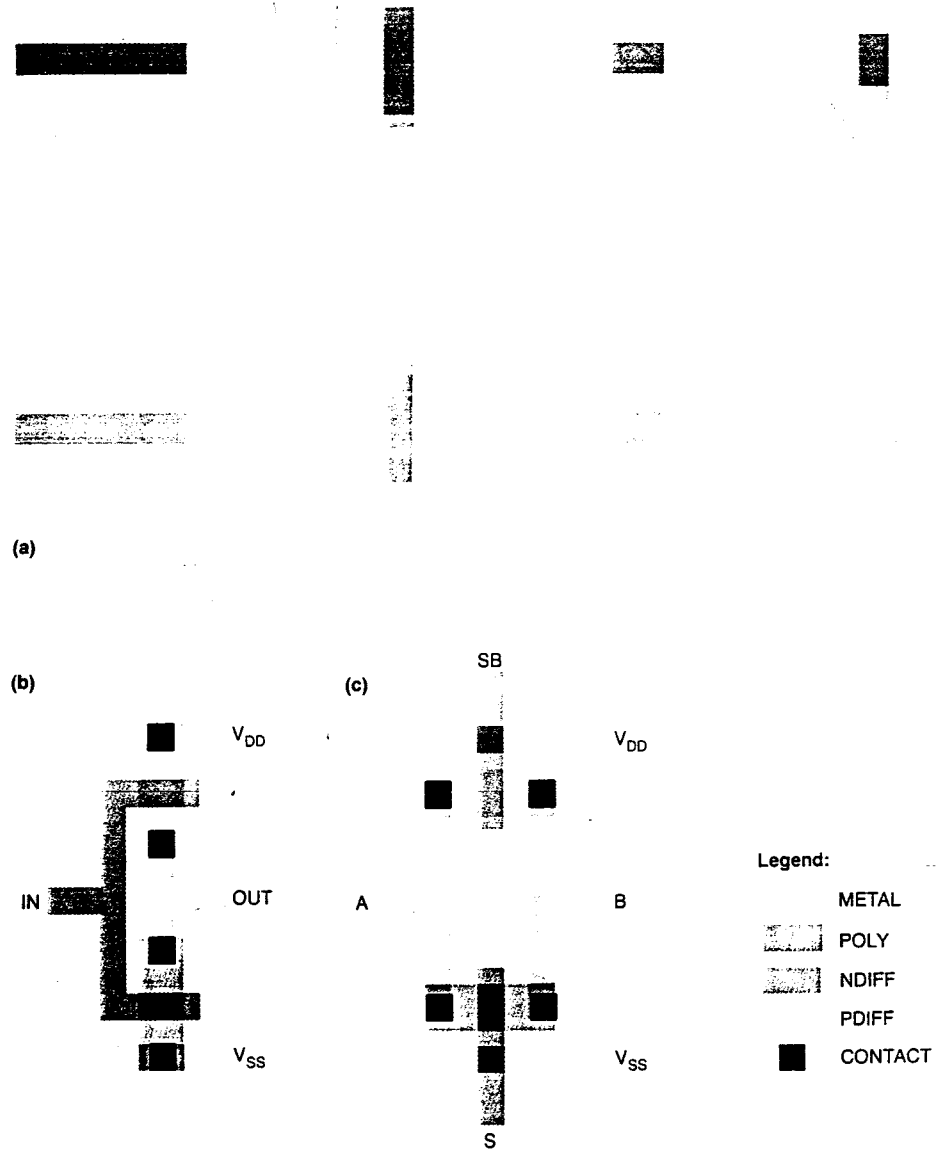 (a)
(b)
(c)
SB
V_DD
V_DD
IN
OUT
A
B
V_SS
V_SS
S
Legend:
METAL
POLY
NDIFF
PDIFF
CONTACT